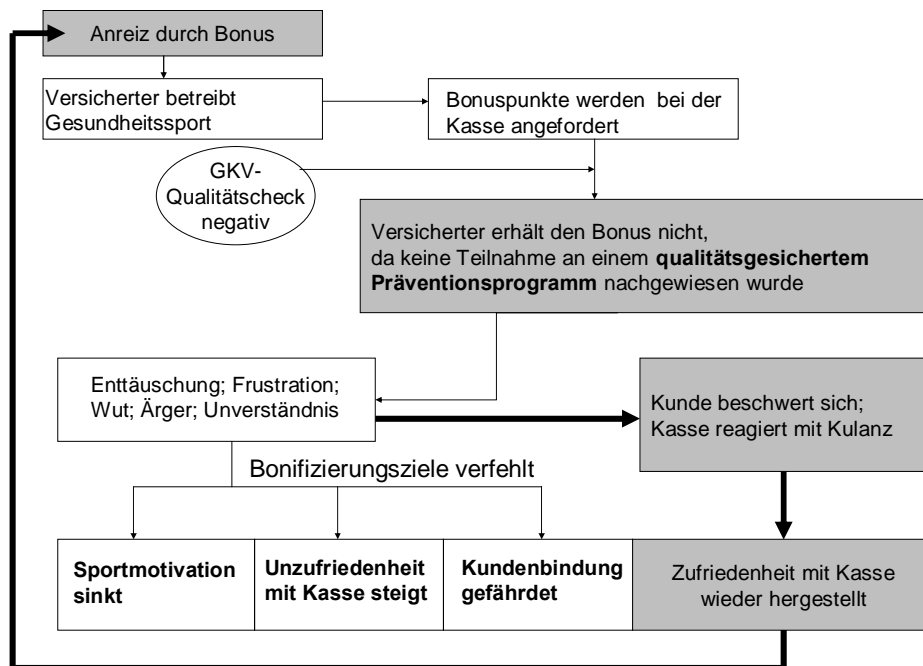 Anreiz durch Bonus
Versicherter betreibt
Gesundheitssport
Bonuspunkte werden bei der
Kasse angefordert
GKV-
Qualitätscheck
negativ
Versicherter erhält den Bonus nicht,
da keine Teilnahme an einem qualitätsgesichertem
Präventionsprogramm nachgewiesen wurde
Enttäuschung; Frustration;
Wut; Ärger; Unverständnis
Kunde beschwert sich;
Kasse reagiert mit Kulanz
Bonifizierungsziele verfehlt
Sportmotivation
sinkt
Unzufriedenheit
mit Kasse steigt
Kundenbindung
gefährdet
Zufriedenheit mit Kasse
wieder hergestellt